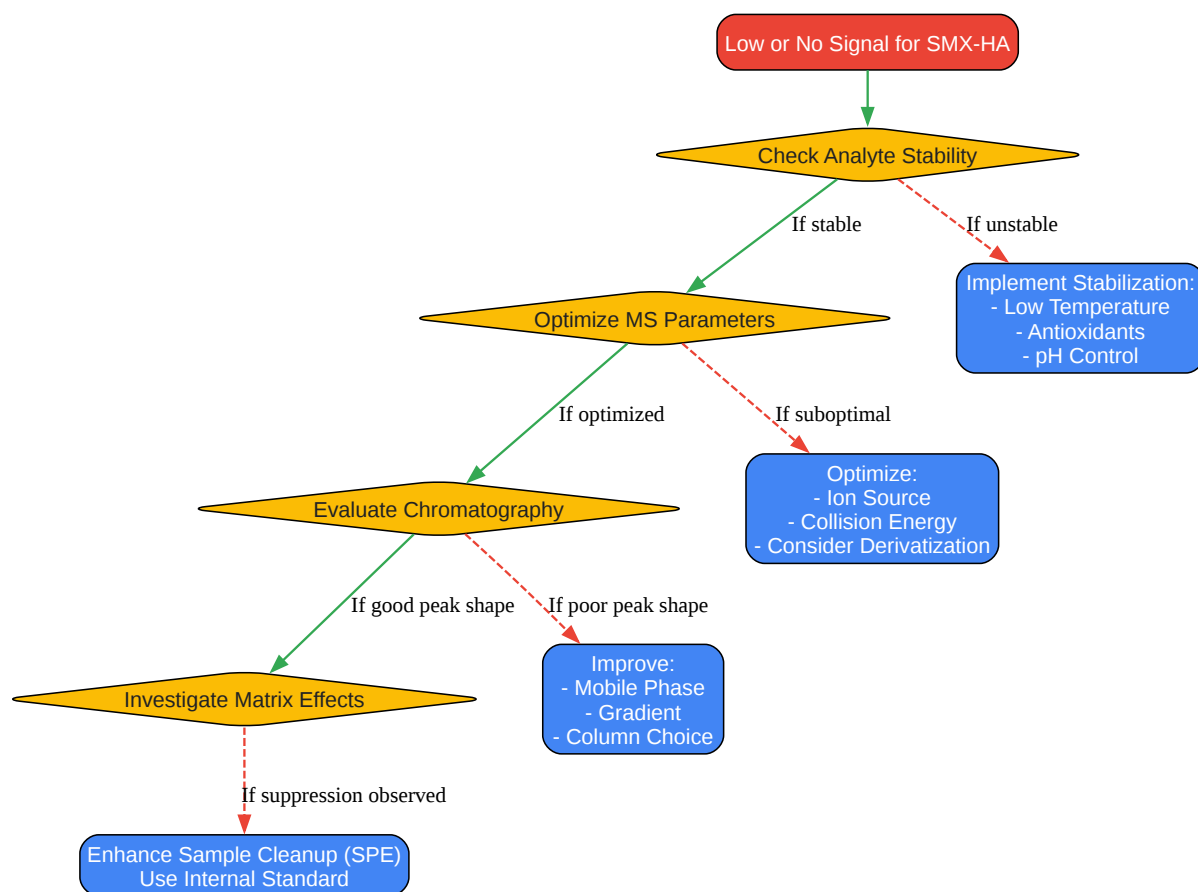 Low or No Signal for SMX-HA
Check Analyte Stability
If stable
If unstable
Implement Stabilization:
- Low Temperature
- Antioxidants
- pH Control
Optimize MS Parameters
If optimized
If suboptimal
Optimize:
- Ion Source
- Collision Energy
- Consider Derivatization
Evaluate Chromatography
If good peak shape
If poor peak shape
Improve:
- Mobile Phase
- Gradient
- Column Choice
Investigate Matrix Effects
If suppression observed
Enhance Sample Cleanup (SPE)
Use Internal Standard